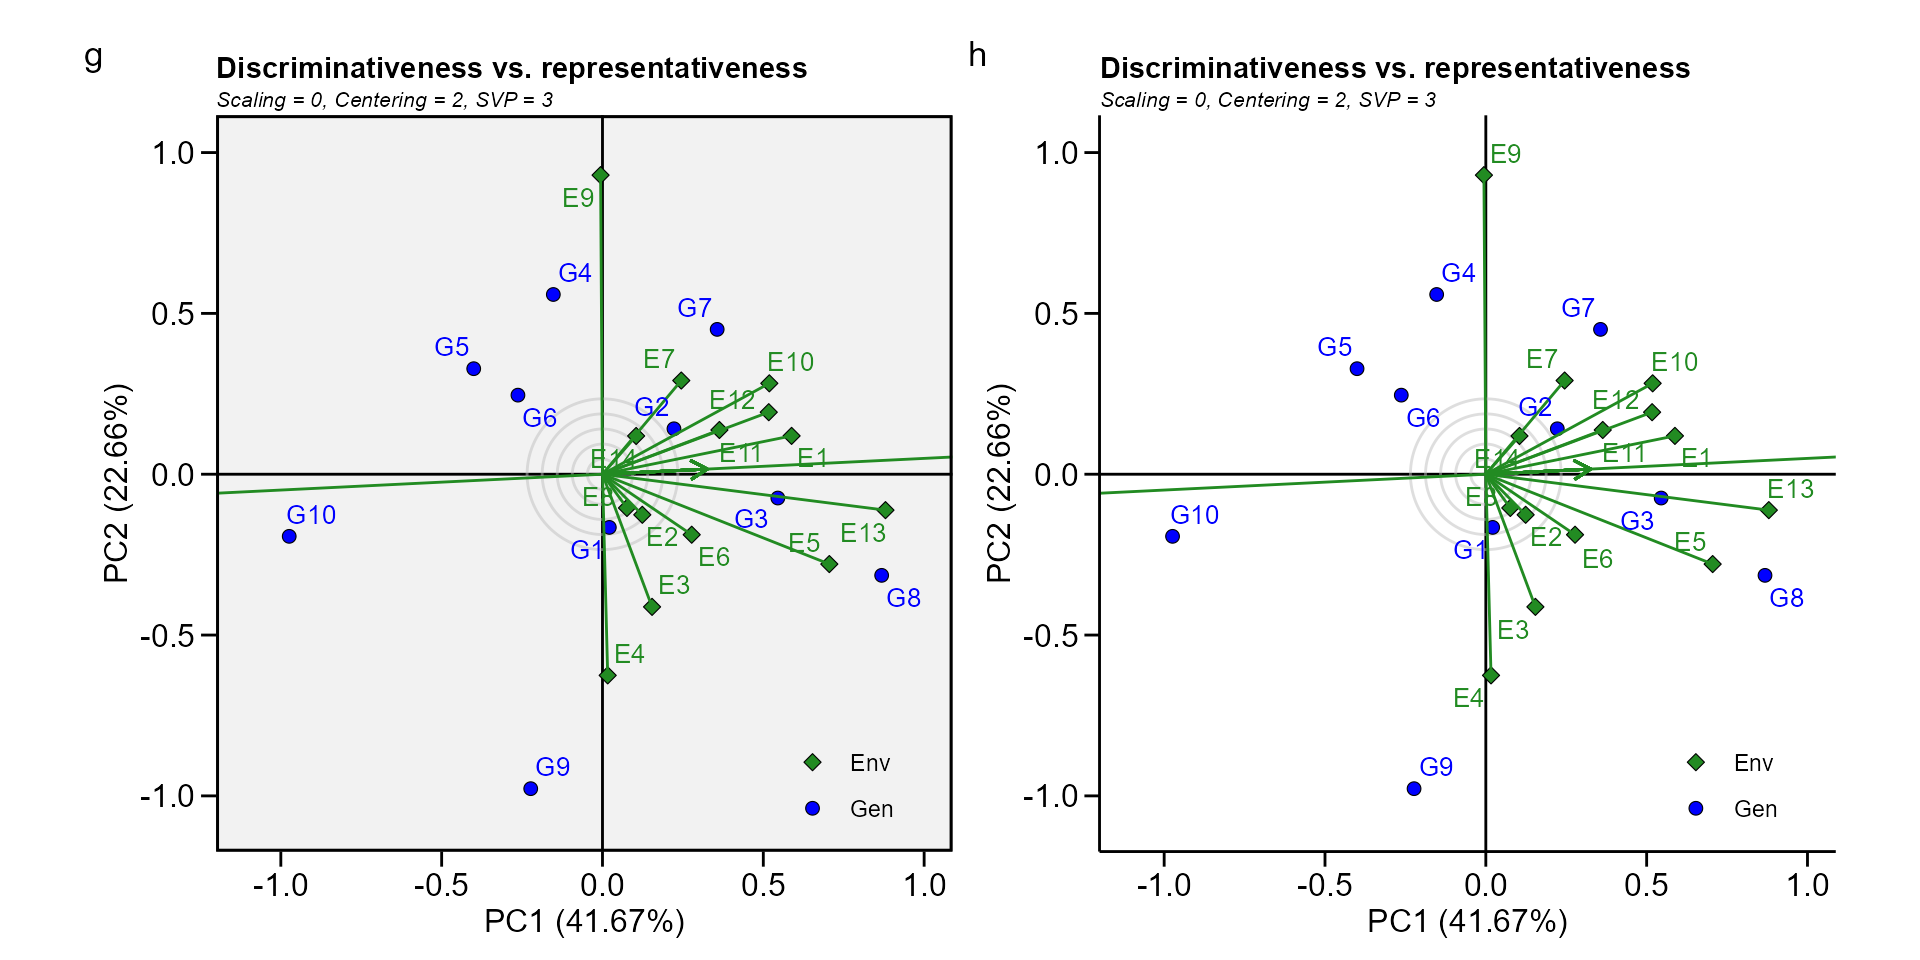 g
Discriminativeness vs. representativeness
Scaling = 0, Centering = 2, SVP = 3
1.0
0.5
0.0
-0.5
-1.0
PC2 (22.66%)
E9
G4
G7
G5
E7
E10
G6
G2
E12
E14
E11
E1
G10
G3
E13
G1
E2
E5
E6
E3
G8
E4
G9
Env
Gen
-1.0
-0.5
0.0
0.5
1.0
PC1 (41.67%)
h
Discriminativeness vs. representativeness
Scaling = 0, Centering = 2, SVP = 3
1.0
0.5
0.0
-0.5
-1.0
PC2 (22.66%)
E9
G4
G7
G5
E7
E10
G6
G2
E12
E14
E11
E1
E13
G10
G3
G1
E2
E5
E6
G8
E3
E4
G9
Env
Gen
-1.0
-0.5
0.0
0.5
1.0
PC1 (41.67%)